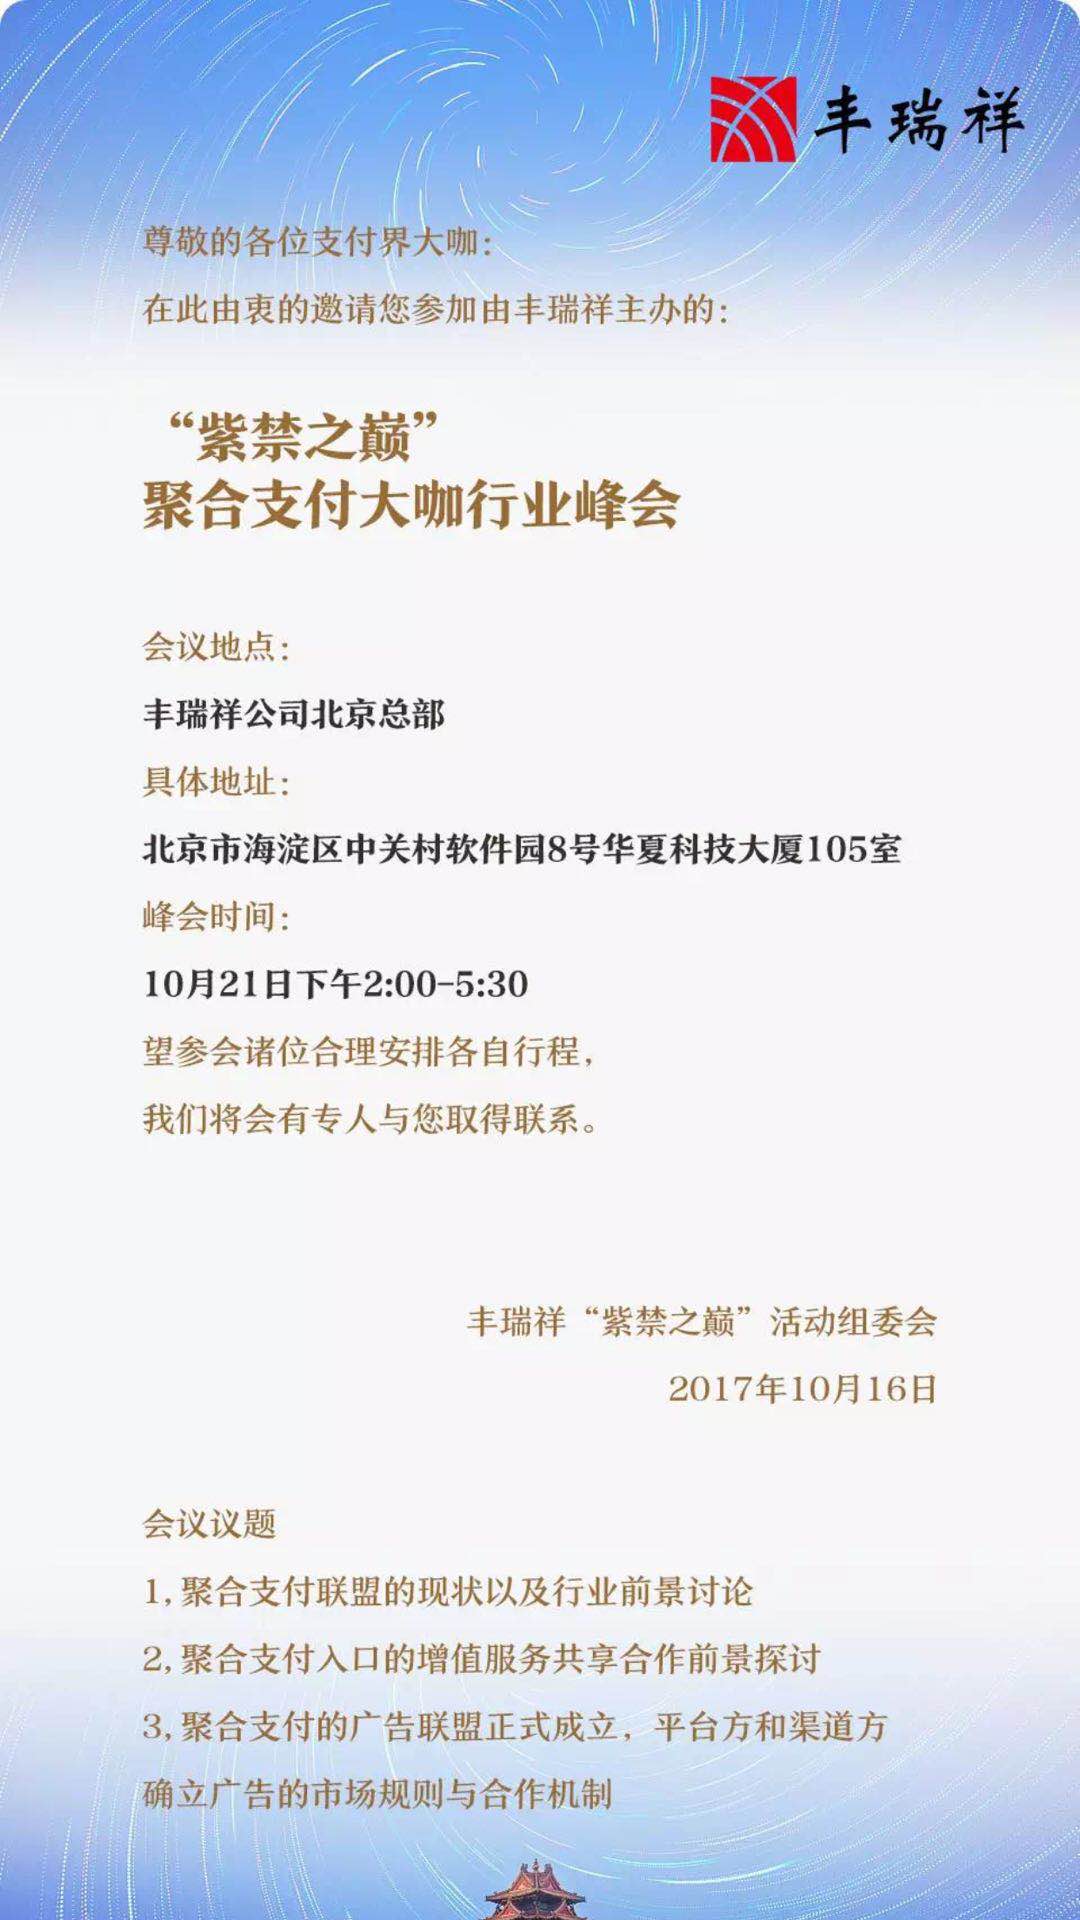 丰瑞祥
尊敬的各位支付界大咖：
在此由衷的邀请您参加由丰瑞祥主办的：
“紫禁之巅”
聚合支付大咖行业峰会
会议地点：
丰瑞祥公司北京总部
具体地址：
北京市海淀区中关村软件园8号华夏科技大厦105室
峰会时间：
10月21日下午2:00-5:30
望参会诸位合理安排各自行程，
我们将会有专人与您取得联系。
丰瑞祥“紫禁之巅”活动组委会
2017年10月16日
会议议题
1, 聚合支付联盟的现状以及行业前景讨论
2, 聚合支付入口的增值服务共享合作前景探讨
3, 聚合支付的广告联盟正式成立，平台方和渠道方
确立广告的市场规则与合作机制